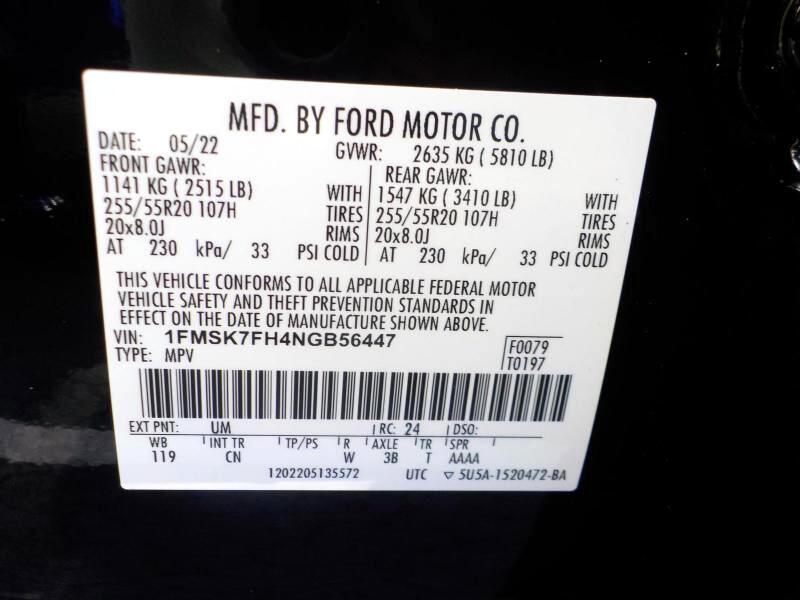 MFD. BY FORD MOTOR CO.
DATE: 05/22 GVWR: 2635 KG ( 5810 LB)
FRONT GAWR: REAR GAWR:
1141 KG ( 2515 LB) WITH 1547 KG ( 3410 LB) WITH
255/55R20 107H TIRES 255/55R20 107H TIRES
20x8.0J RIMS 20x8.0J RIMS
AT 230 kPa/ 33 PSI COLD AT 230 kPa/ 33 PSI COLD
THIS VEHICLE CONFORMS TO ALL APPLICABLE FEDERAL MOTOR
VEHICLE SAFETY AND THEFT PREVENTION STANDARDS IN
EFFECT ON THE DATE OF MANUFACTURE SHOWN ABOVE.
VIN: 1FMSK7FH4NGB56447 F0079
TYPE: MPV T0197
EXT PNT: UM RC: 24 DSO:
WB INT TR TP/PS R AXLE TR SPR
119 CN W 3B T AAAA
1202205135572 UTC ▽ 5U5A-1520472-BA